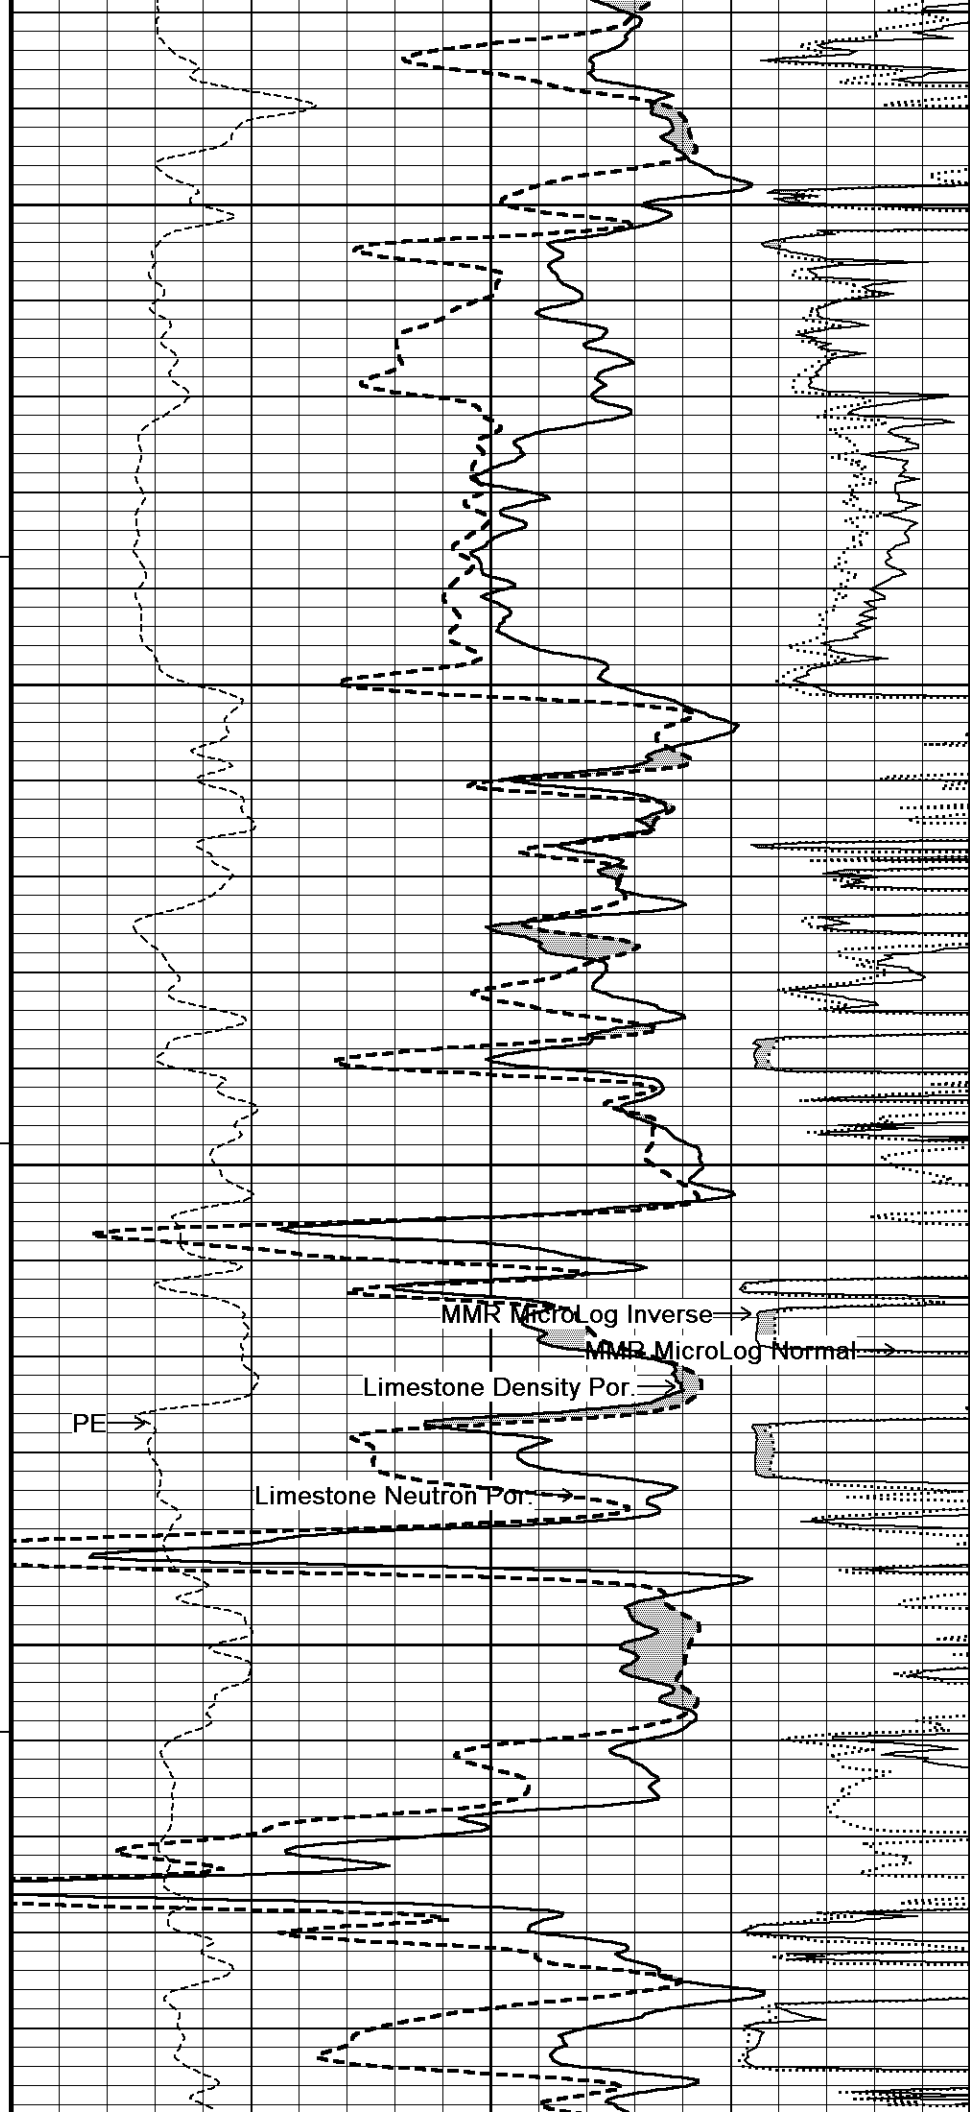 MMR MicroLog Inverse
MMR MicroLog Normal
Limestone Density Por.
PE
Limestone Neutron Por.